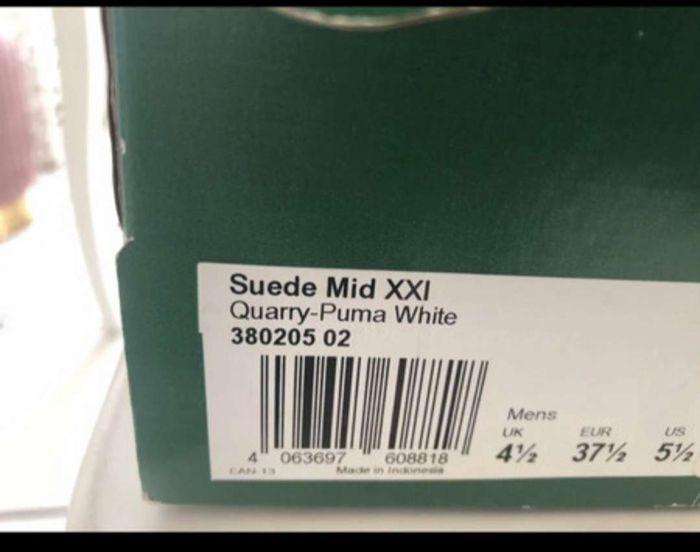 Suede Mid XXI
Quarry-Puma White
380205 02
Mens
UK EUR US
4½ 37½ 5½
4 063697 608818
EAN 13 Made in Indonesia